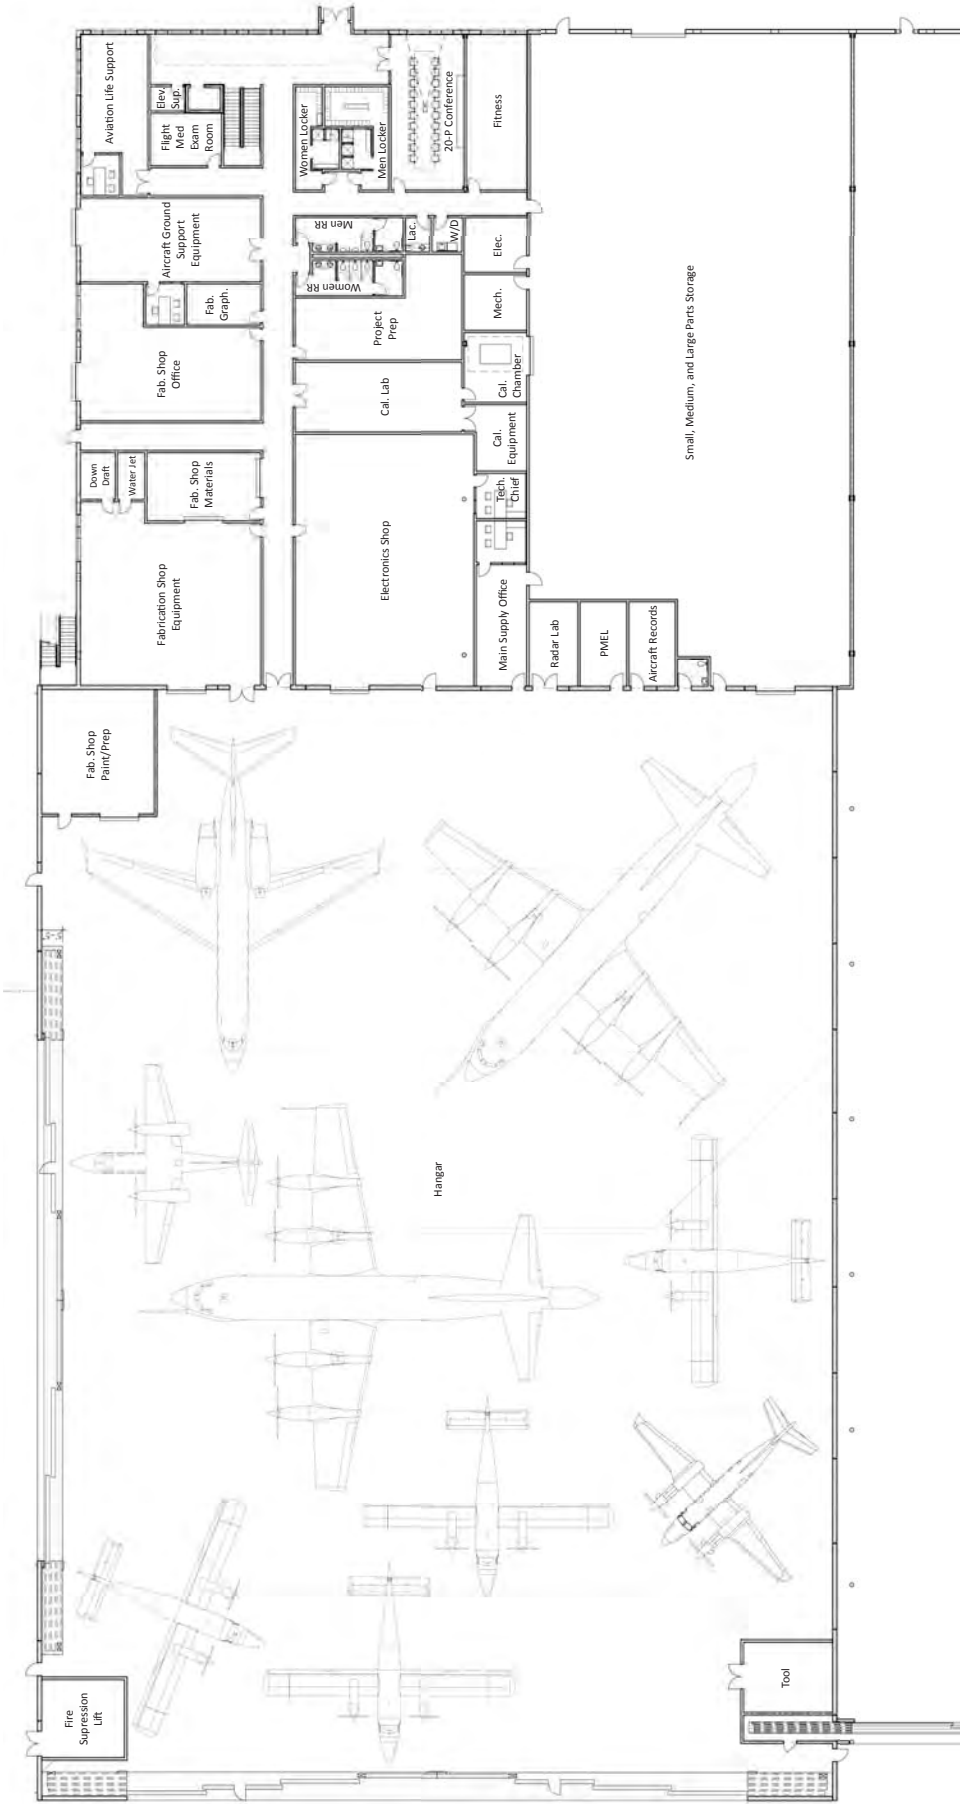 Aviation Life Support
Elev.
Sup.
Flight
Med
Exam
Room
Women Locker
Men Locker
20-P Conference
Fitness
Aircraft Ground
Support
Equipment
Men RR
Lac.
W/D
Elec.
Women RR
Fab.
Graph.
Project
Prep
Mech.
Fab. Shop
Office
Cal. Lab
Cal.
Chamber
Small, Medium, and Large Parts Storage
Cal.
Equipment
Down
Draft
Water Jet
Fab. Shop
Materials
Tech.
Chief
Electronics Shop
Fabrication Shop
Equipment
Main Supply Office
Radar Lab
PMEL
Aircraft Records
Fab. Shop
Paint/Prep
Hangar
Fire
Supression
Lift
Tool